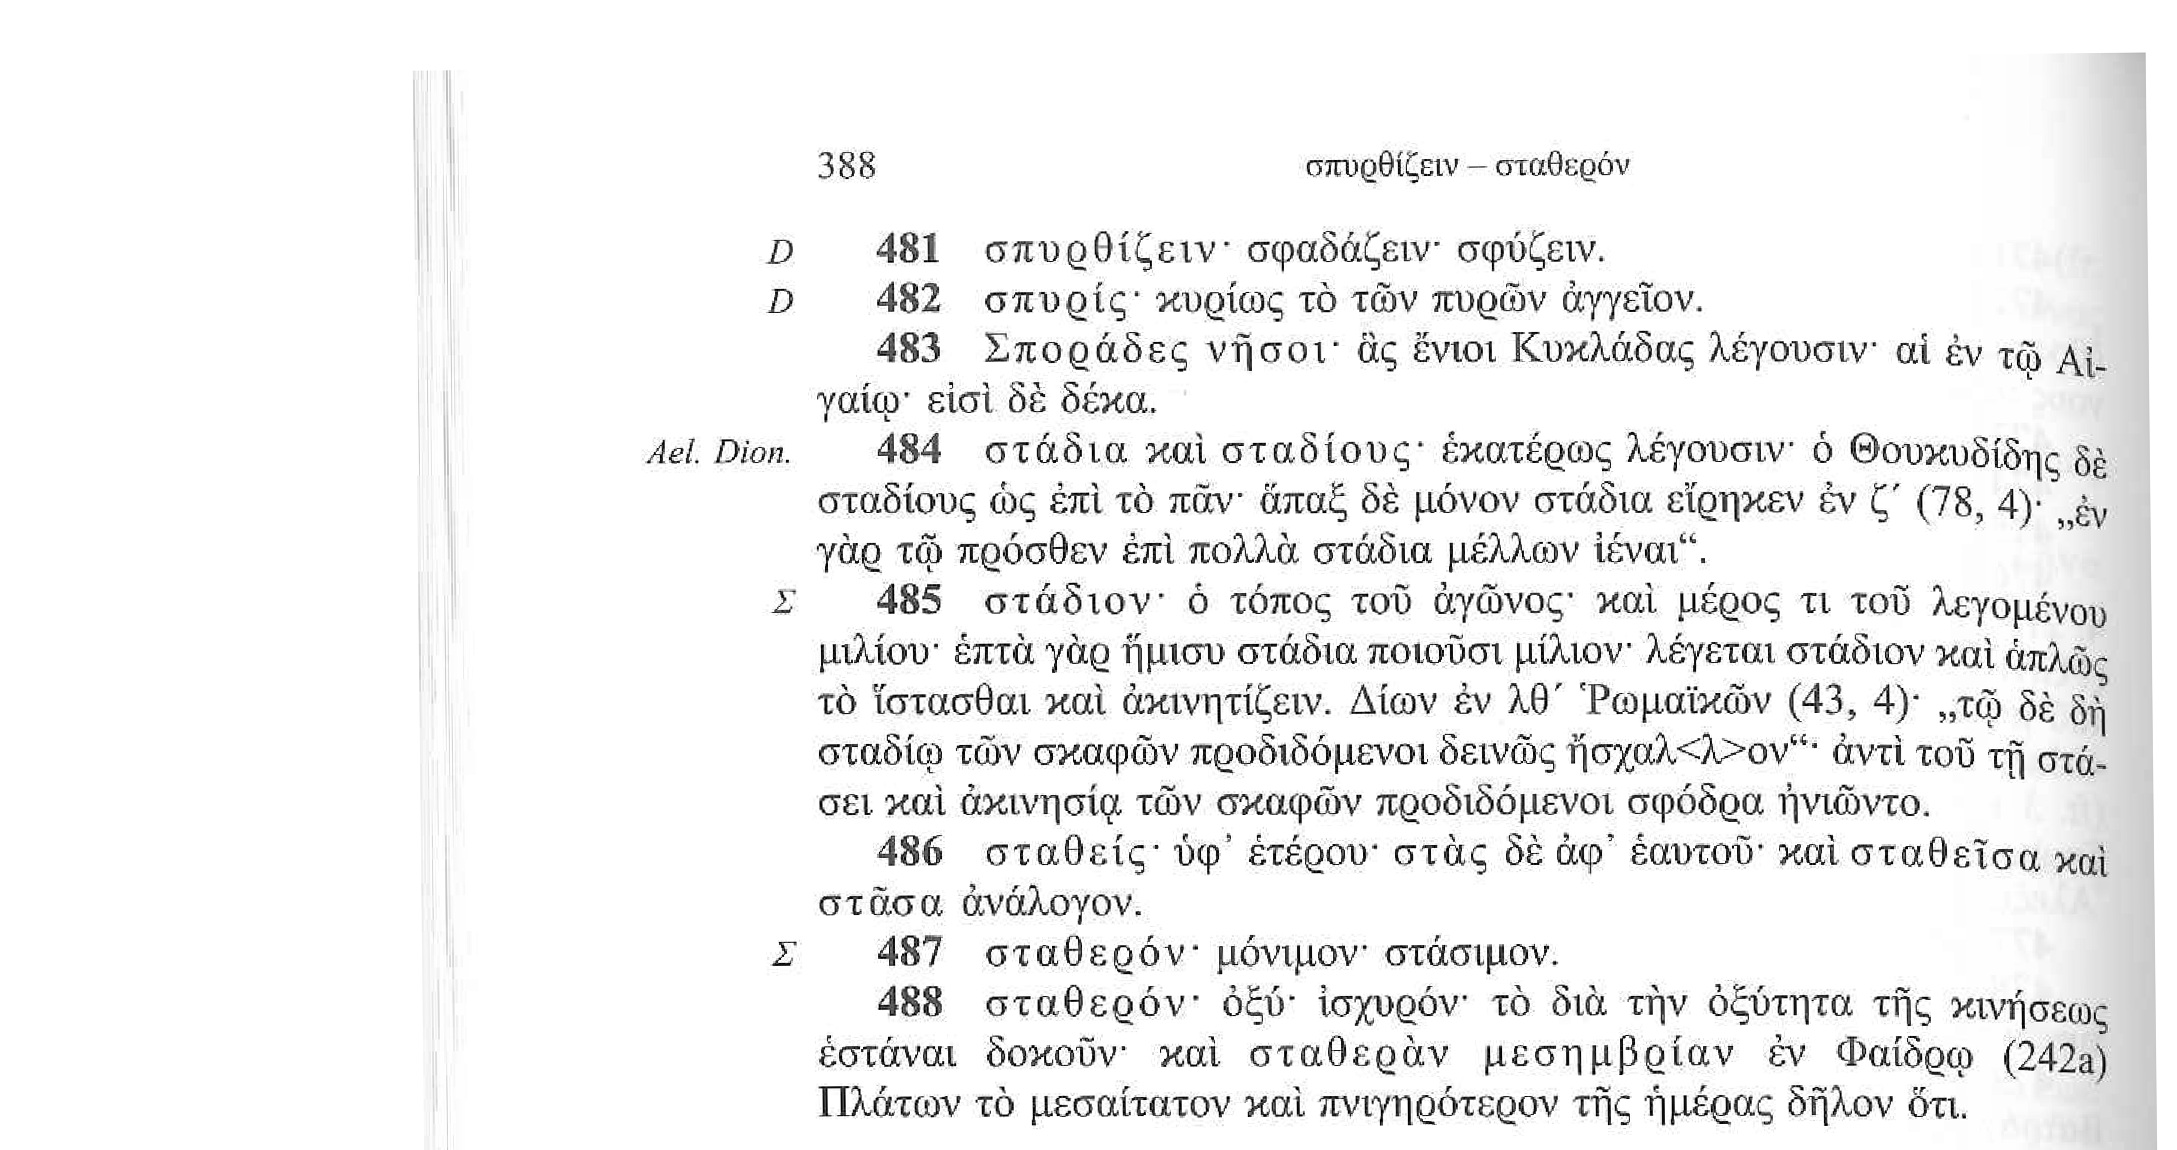 388 σπυρθίζειν – σταθερόν
D 481 σπυρθίζειν· σφαδάζειν· σφύζειν.
D 482 σπυρίς· κυρίως τὸ τῶν πυρῶν ἀγγεῖον.
483 Σποράδες νῆσοι· ἃς ἔνιοι Κυκλάδας λέγουσιν· αἱ ἐν τῷ Αἰ-
γαίῳ· εἰσὶ δὲ δέκα.
Ael. Dion. 484 στάδια καὶ σταδίους· ἑκατέρως λέγουσιν· ὁ Θουκυδίδης δὲ
σταδίους ὡς ἐπὶ τὸ πᾶν· ἅπαξ δὲ μόνον στάδια εἴρηκεν ἐν ζ´ (78, 4)· „ἐν
γὰρ τῷ πρόσθεν ἐπὶ πολλὰ στάδια μέλλων ἰέναι“.
Σ 485 στάδιον· ὁ τόπος τοῦ ἀγῶνος· καὶ μέρος τι τοῦ λεγομένου
μιλίου· ἑπτὰ γὰρ ἥμισυ στάδια ποιοῦσι μίλιον· λέγεται στάδιον καὶ ἁπλῶς
τὸ ἵστασθαι καὶ ἀκινητίζειν. Δίων ἐν λθ´ Ῥωμαϊκῶν (43, 4)· „τῷ δὲ δὴ
σταδίῳ τῶν σκαφῶν προδιδόμενοι δεινῶς ἤσχαλ<λ>ον“· ἀντὶ τοῦ τῇ στά-
σει καὶ ἀκινησίᾳ τῶν σκαφῶν προδιδόμενοι σφόδρα ἠνιῶντο.
486 σταθείς· ὑφ’ ἑτέρου· στὰς δὲ ἀφ’ ἑαυτοῦ· καὶ σταθεῖσα καὶ
στᾶσα ἀνάλογον.
Σ 487 σταθερόν· μόνιμον· στάσιμον.
488 σταθερόν· ὀξύ· ἰσχυρόν· τὸ διὰ τὴν ὀξύτητα τῆς κινήσεως
ἑστάναι δοκοῦν· καὶ σταθερὰν μεσημβρίαν ἐν Φαίδρῳ (242a)
Πλάτων τὸ μεσαίτατον καὶ πνιγηρότερον τῆς ἡμέρας δῆλον ὅτι.